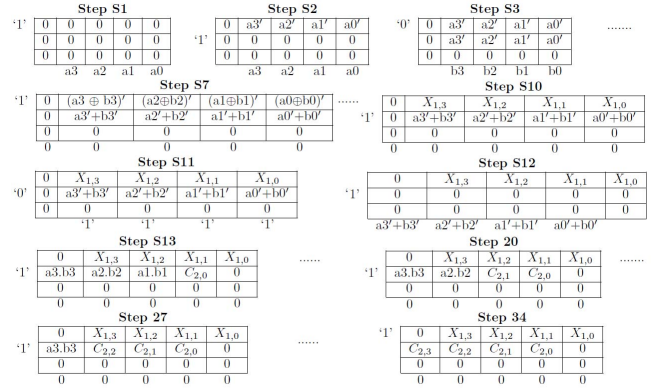 Step S1 Step S2 Step S3
‘1’ 0 0 0 0 0 0 a3′ a2′ a1′ a0′ ‘0’ 0 a3′ a2′ a1′ a0′ .......
0 0 0 0 0 ‘1’ 0 0 0 0 0 0 a3′ a2′ a1′ a0′
0 0 0 0 0 0 0 0 0 0 0 0 0 0 0
a3 a2 a1 a0 a3 a2 a1 a0 b3 b2 b1 b0
Step S7 Step S10
‘1’ 0 (a3 ⊕ b3)′ (a2⊕b2)′ (a1⊕b1)′ (a0⊕b0)′ ...... 0 X1,3 X1,2 X1,1 X1,0
0 a3′+b3′ a2′+b2′ a1′+b1′ a0′+b0′ ‘1’ 0 a3′+b3′ a2′+b2′ a1′+b1′ a0′+b0′
0 0 0 0 0 0 0 0 0 0
0 0 0 0 0 0 0 0 0 0
Step S11 Step S12
0 X1,3 X1,2 X1,1 X1,0 0 X1,3 X1,2 X1,1 X1,0
‘0’ 0 a3′+b3′ a2′+b2′ a1′+b1′ a0′+b0′ ‘1’ 0 0 0 0 0
0 0 0 0 0 0 0 0 0 0
‘1’ ‘1’ ‘1’ ‘1’ a3′+b3′ a2′+b2′ a1′+b1′ a0′+b0′
Step S13 Step 20
0 X1,3 X1,2 X1,1 X1,0 ...... 0 X1,3 X1,2 X1,1 X1,0 .......
‘1’ a3.b3 a2.b2 a1.b1 C2,0 0 ‘1’ a3.b3 a2.b2 C2,1 C2,0 0
0 0 0 0 0 0 0 0 0 0
0 0 0 0 0 0 0 0 0 0
Step 27 Step 34
0 X1,3 X1,2 X1,1 X1,0 ...... ‘1’ 0 X1,3 X1,2 X1,1 X1,0
‘1’ a3.b3 C2,2 C2,1 C2,0 0 C2,3 C2,2 C2,1 C2,0 0
0 0 0 0 0 0 0 0 0 0
0 0 0 0 0 0 0 0 0 0